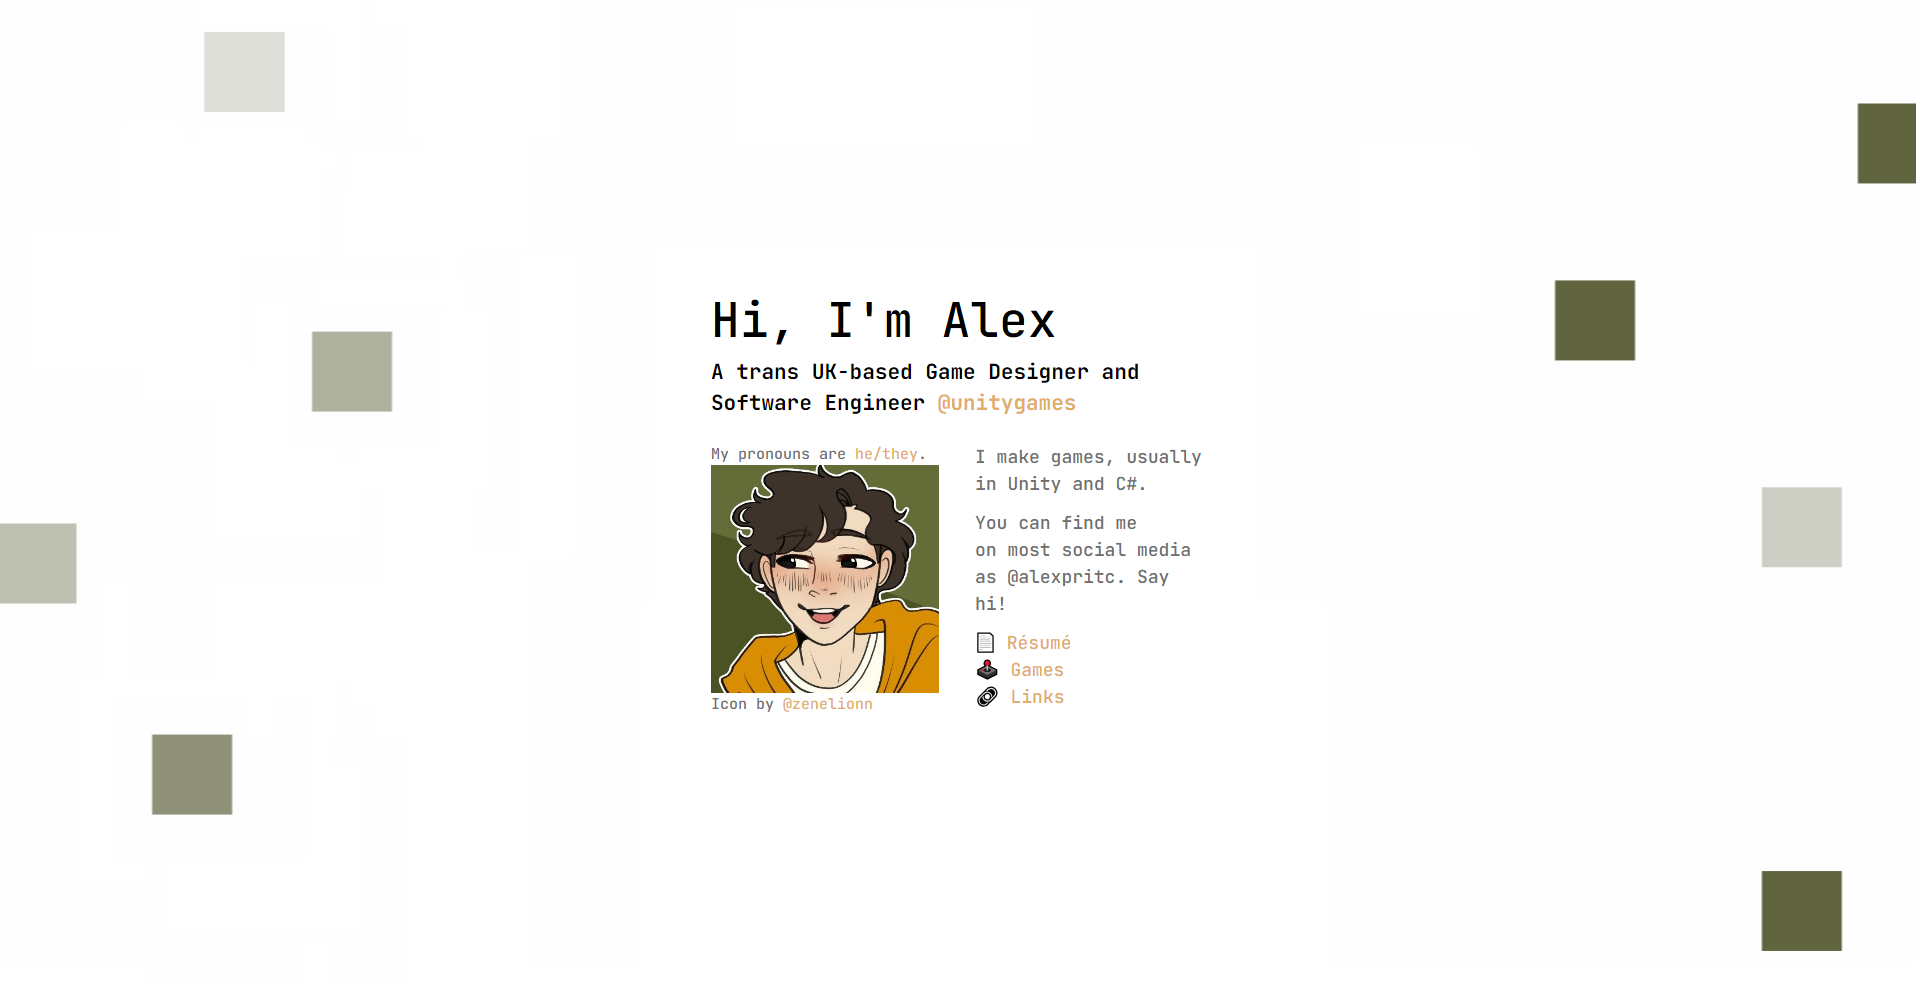 Hi, I'm Alex
A trans UK-based Game Designer and
Software Engineer @unitygames
My pronouns are he/they.
Icon by @zenelionn
I make games, usually
in Unity and C#.
You can find me
on most social media
as @alexpritc. Say
hi!
Résumé
Games
Links